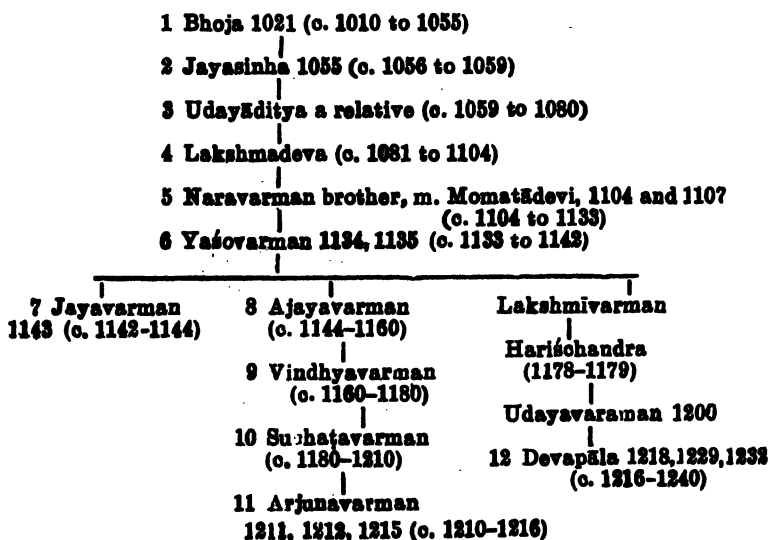 1 Bhoja 1021 (c. 1010 to 1055)
2 Jayasinha 1055 (c. 1056 to 1059)
3 Udayāditya a relative (c. 1059 to 1080)
4 Lakshmadeva (c. 1081 to 1104)
5 Naravarman brother, m. Momatādevi, 1104 and 1107
(c. 1104 to 1133)
6 Yaśovarman 1134, 1135 (c. 1133 to 1142)
7 Jayavarman 8 Ajayavarman Lakshmīvarman
1143 (c. 1142–1144) (c. 1144–1160)
Hariśchandra
9 Vindhyavarman (1178–1179)
(c. 1160–1180)
Udayavaraman 1200
10 Subhaṭavarman 12 Devapāla 1218, 1229, 1232
(c. 1180–1210) (c. 1216–1240)
11 Arjunavarman
1211, 1212, 1215 (c. 1210–1216)